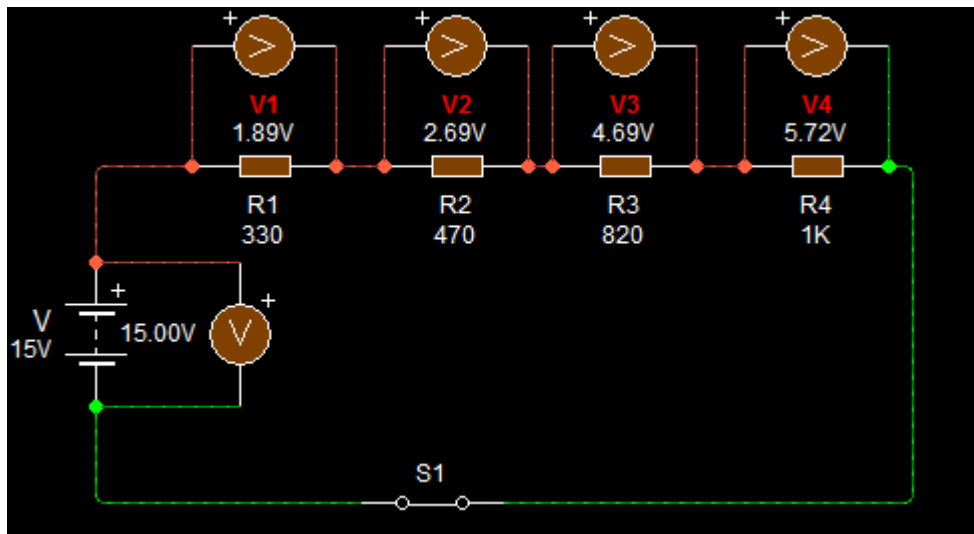 + + + +
V1 V2 V3 V4
1.89V 2.69V 4.69V 5.72V
R1 R2 R3 R4
330 470 820 1K
+ +
V 15.00V V
15V
S1